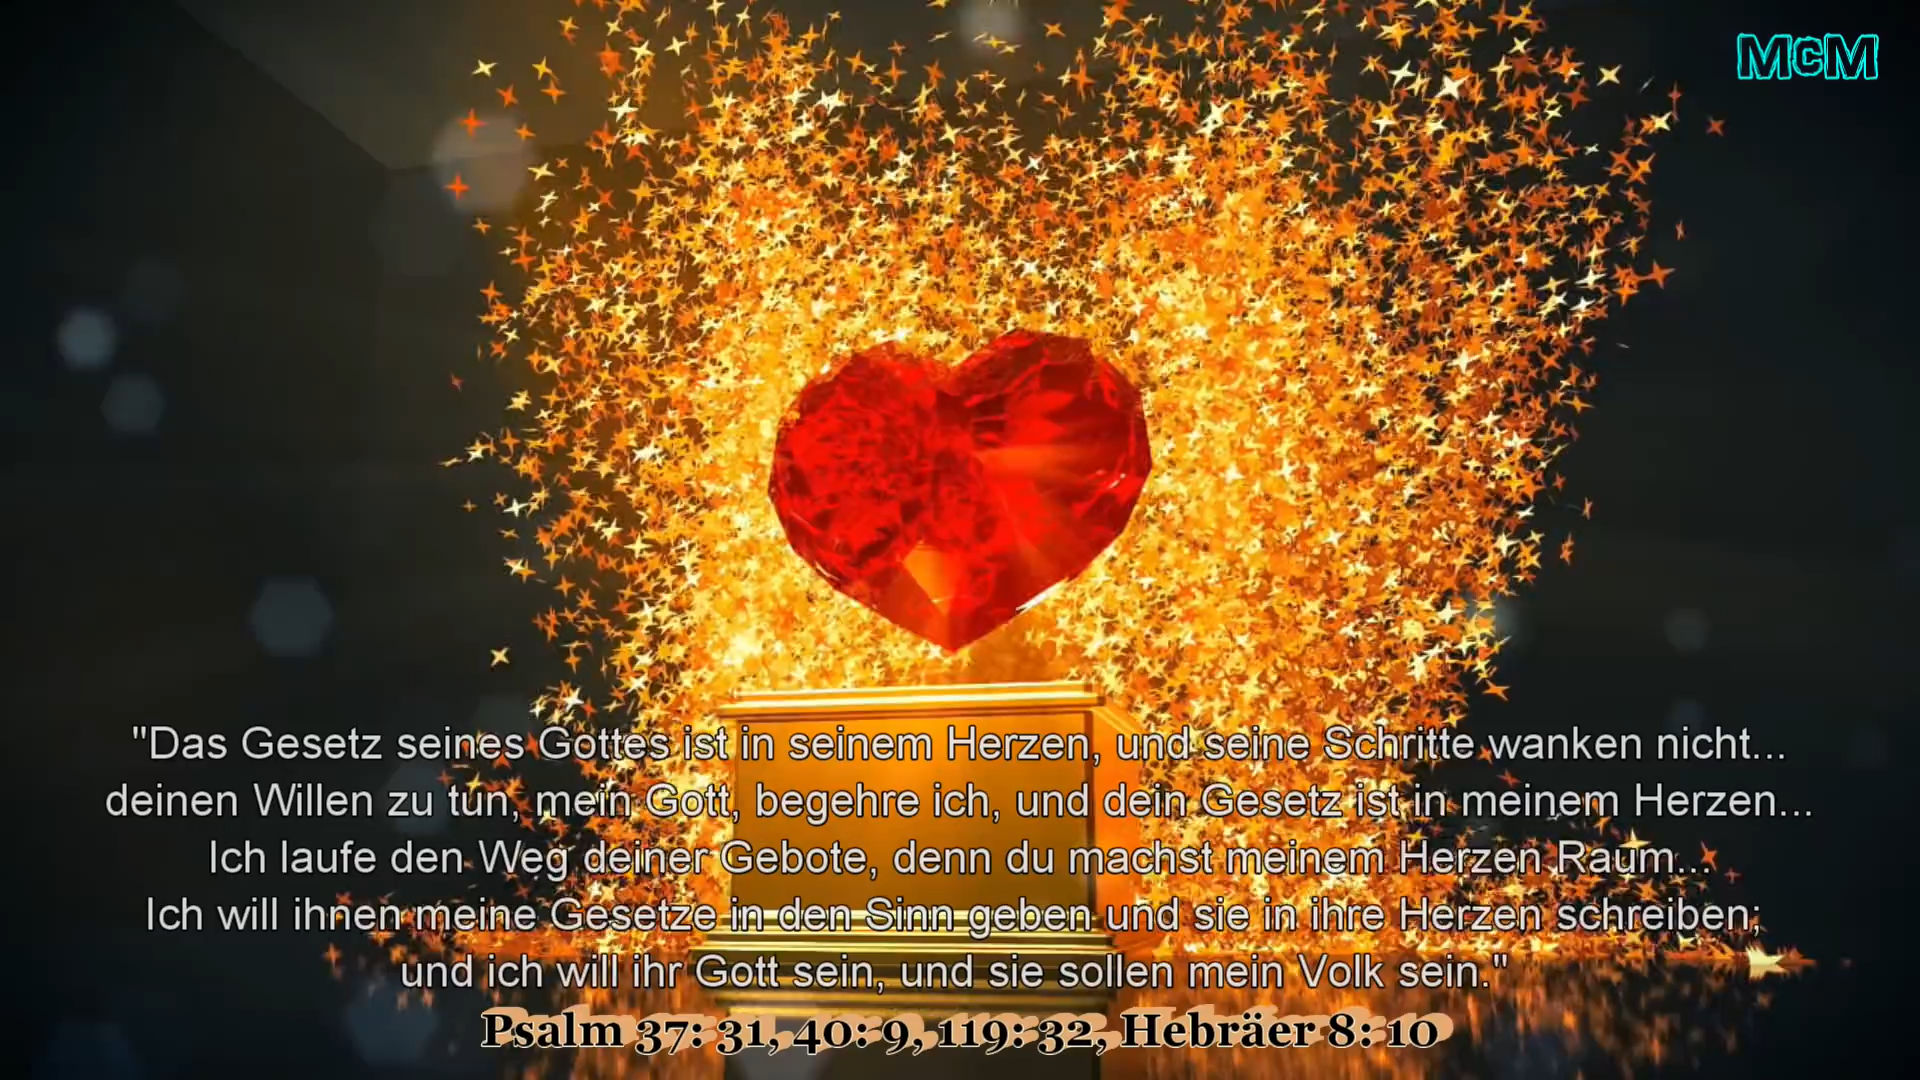 McM
"Das Gesetz seines Gottes ist in seinem Herzen, und seine Schritte wanken nicht...
deinen Willen zu tun, mein Gott, begehre ich, und dein Gesetz ist in meinem Herzen...
Ich laufe den Weg deiner Gebote, denn du machst meinem Herzen Raum...
Ich will ihnen meine Gesetze in den Sinn geben und sie in ihre Herzen schreiben;
und ich will ihr Gott sein, und sie sollen mein Volk sein."
Psalm 37: 31, 40: 9, 119: 32, Hebräer 8: 10